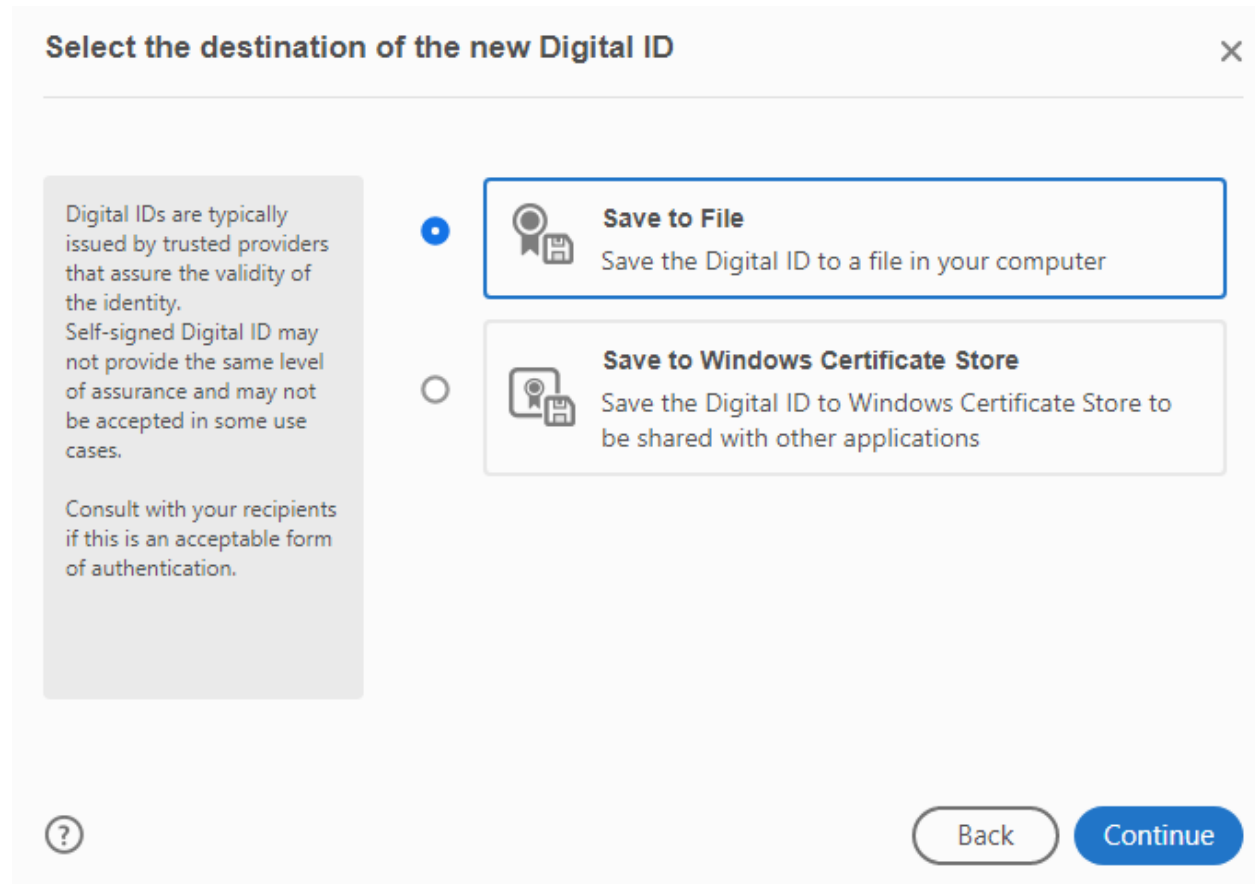 Select the destination of the new Digital ID
Digital IDs are typically
issued by trusted providers
that assure the validity of
the identity.
Self-signed Digital ID may
not provide the same level
of assurance and may not
be accepted in some use
cases.
Consult with your recipients
if this is an acceptable form
of authentication.
Save to File
Save the Digital ID to a file in your computer
Save to Windows Certificate Store
Save the Digital ID to Windows Certificate Store to
be shared with other applications
?
Back
Continue